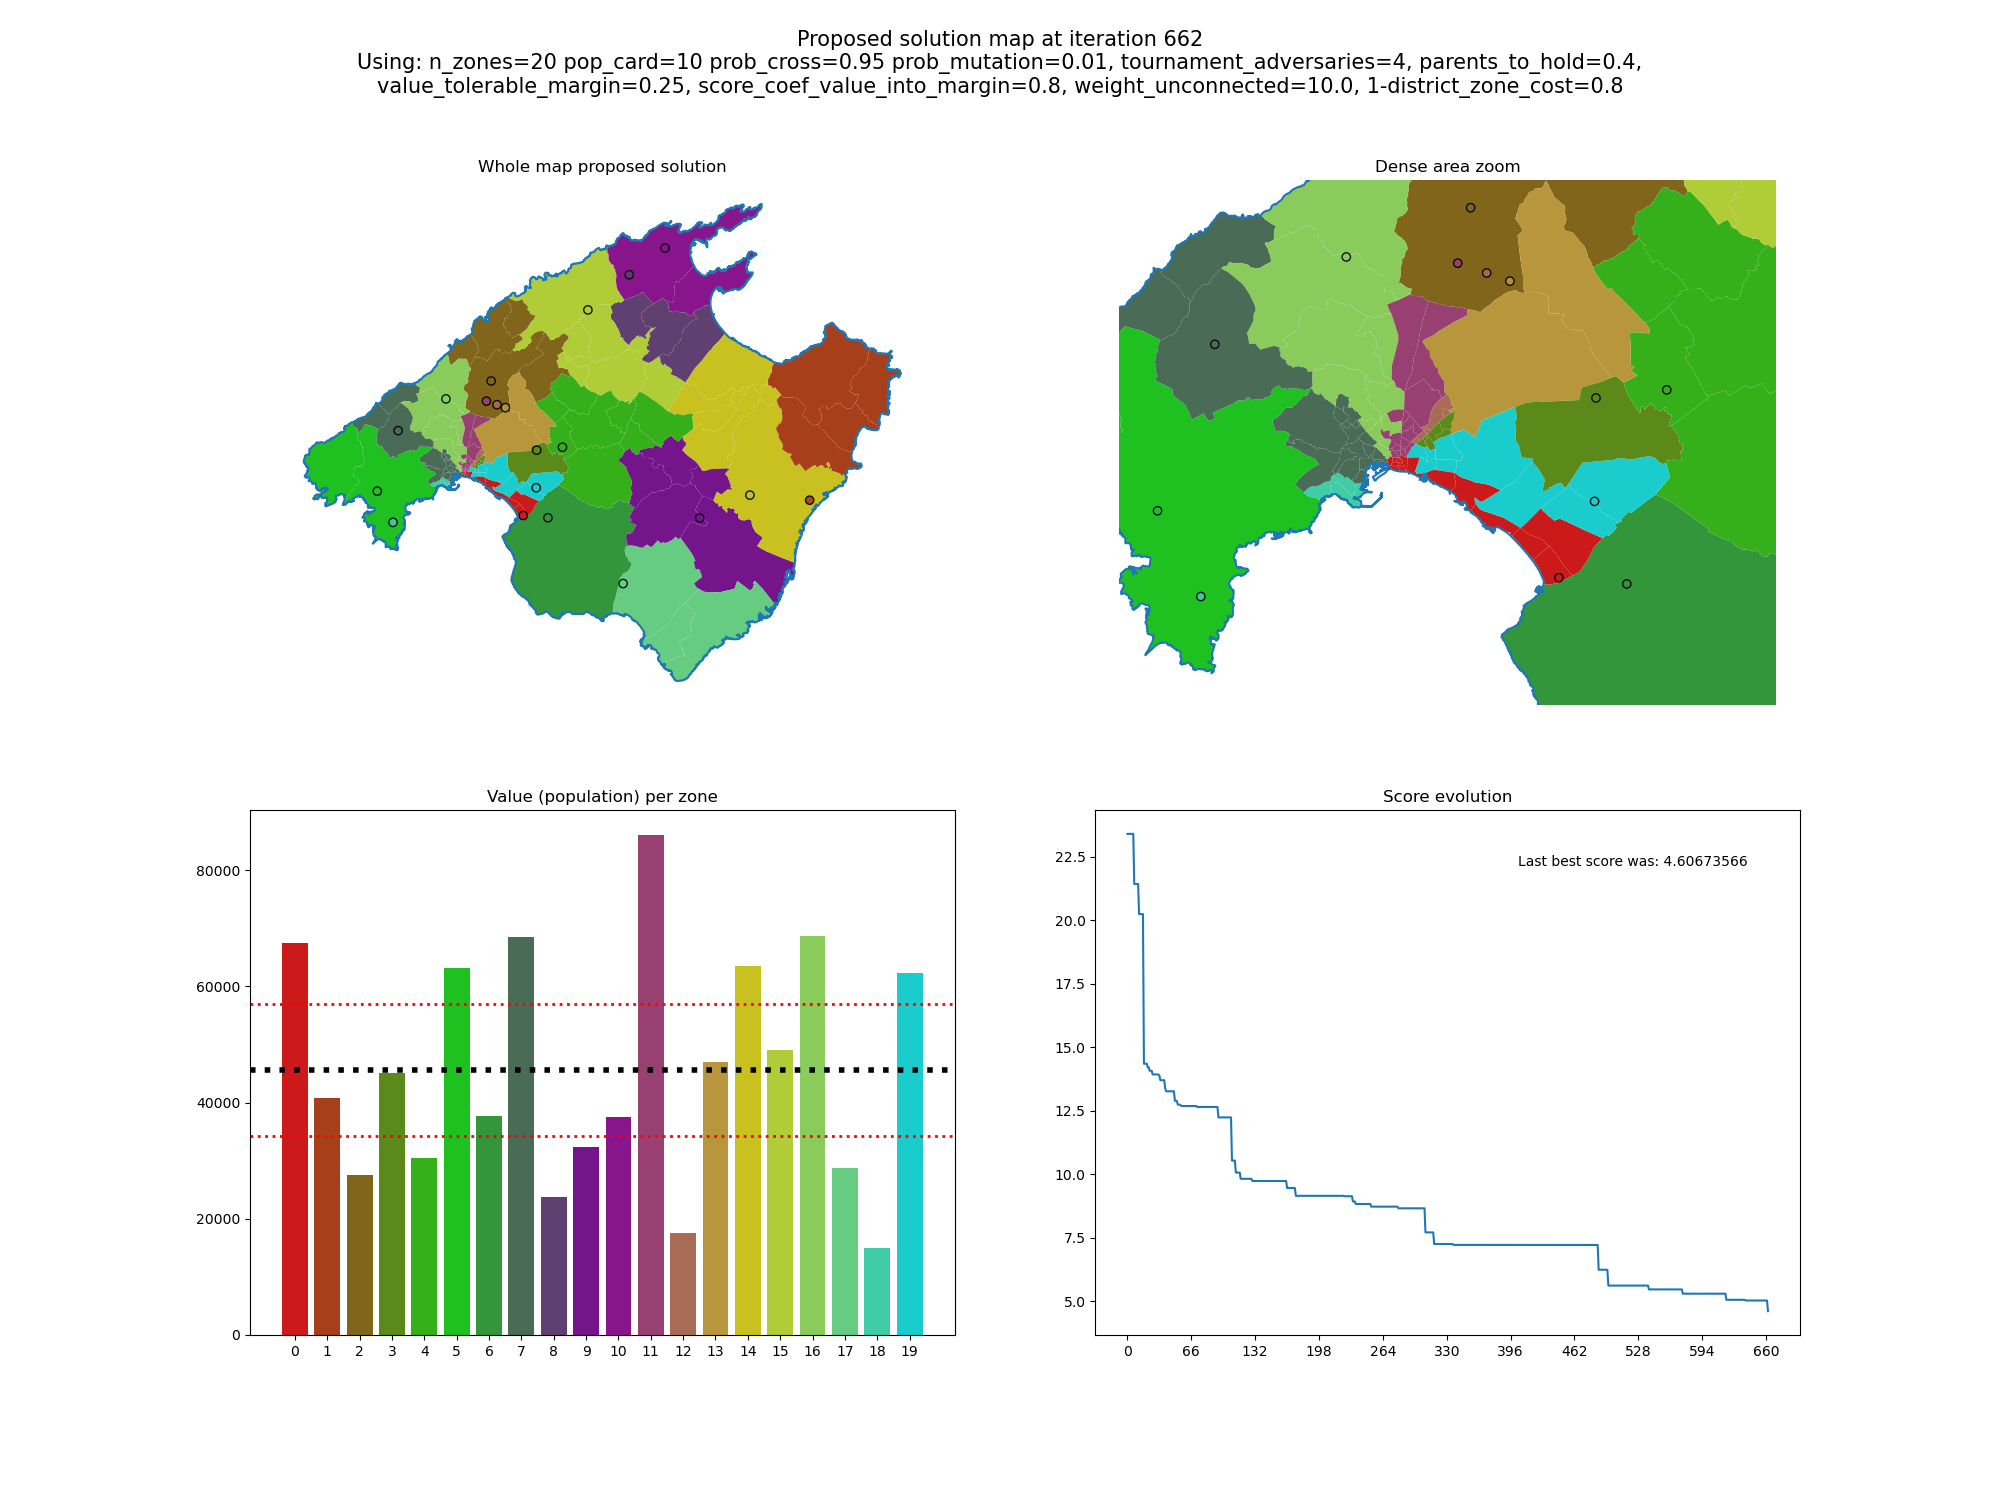 Proposed solution map at iteration 662
Using: n_zones=20 pop_card=10 prob_cross=0.95 prob_mutation=0.01, tournament_adversaries=4, parents_to_hold=0.4,
value_tolerable_margin=0.25, score_coef_value_into_margin=0.8, weight_unconnected=10.0, 1-district_zone_cost=0.8
Whole map proposed solution
Dense area zoom
Value (population) per zone
80000
60000
40000
20000
0
0 1 2 3 4 5 6 7 8 9 10 11 12 13 14 15 16 17 18 19
Score evolution
Last best score was: 4.60673566
22.5
20.0
17.5
15.0
12.5
10.0
7.5
5.0
0 66 132 198 264 330 396 462 528 594 660